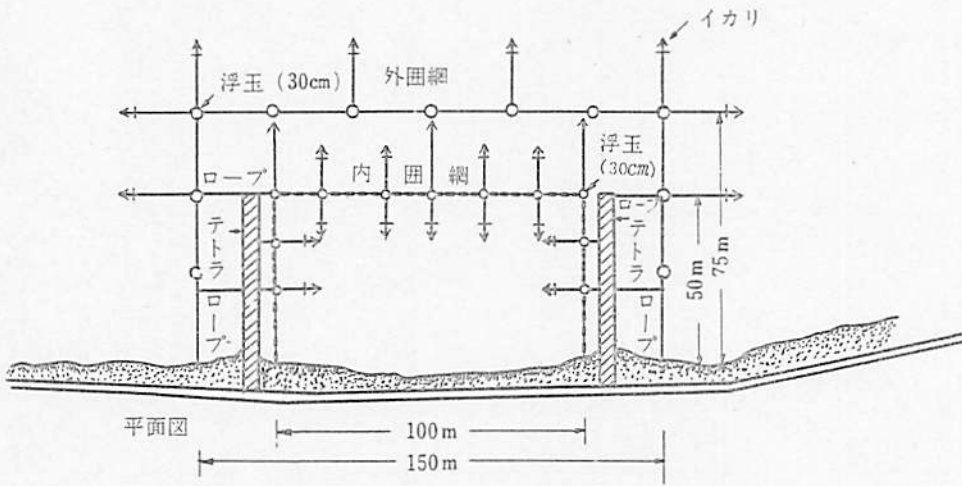 イカリ
浮玉(30cm)
外囲網
浮玉
(30cm)
ロープ
内囲網
ロープ
テトラ
テトラ
ロープ
ロープ
50m
75m
平面図
100m
150m